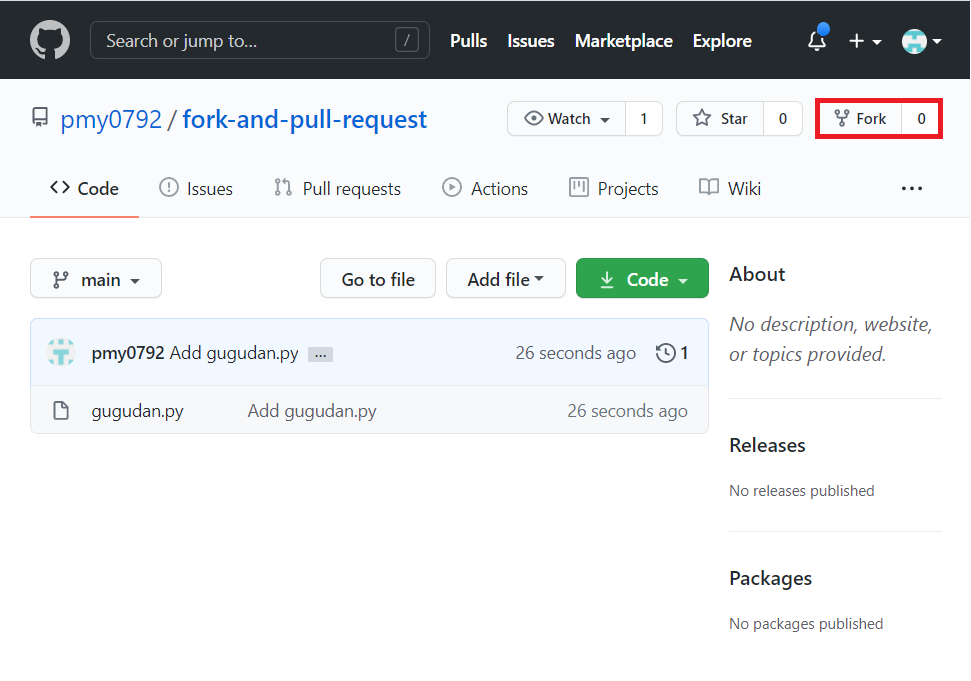 Search or jump to... / Pulls Issues Marketplace Explore
pmy0792 / fork-and-pull-request Watch 1 Star 0 Fork 0
Code Issues Pull requests Actions Projects Wiki ...
main Go to file Add file Code
pmy0792 Add gugudan.py ... 26 seconds ago 1
gugudan.py Add gugudan.py 26 seconds ago
About
No description, website,
or topics provided.
Releases
No releases published
Packages
No packages published